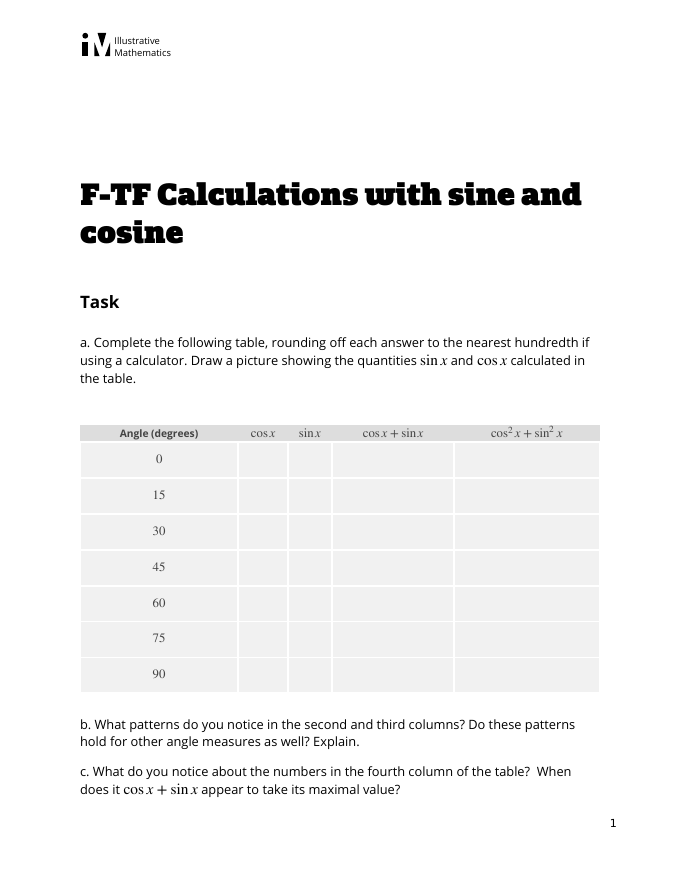 Illustrative
Mathematics
F-TF Calculations with sine and
cosine
Task
a. Complete the following table, rounding off each answer to the nearest hundredth if
using a calculator. Draw a picture showing the quantities sin x and cos x calculated in
the table.
Angle (degrees) cos x sin x cos x + sin x cos² x + sin² x
0
15
30
45
60
75
90
b. What patterns do you notice in the second and third columns? Do these patterns
hold for other angle measures as well? Explain.
c. What do you notice about the numbers in the fourth column of the table?  When
does it cos x + sin x appear to take its maximal value?
1